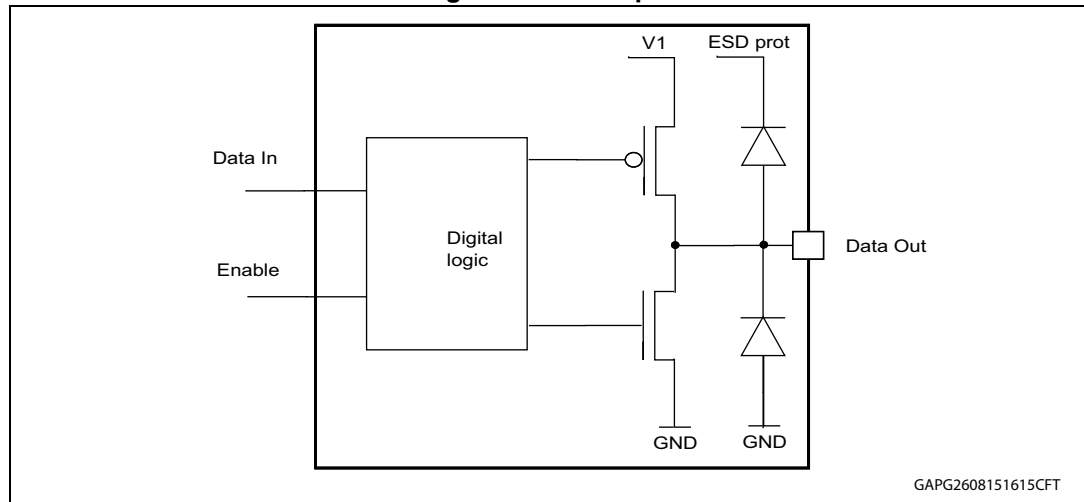 V1
ESD prot
Data In
Digital
logic
Data Out
Enable
GND
GND
GAPG2608151615CFT